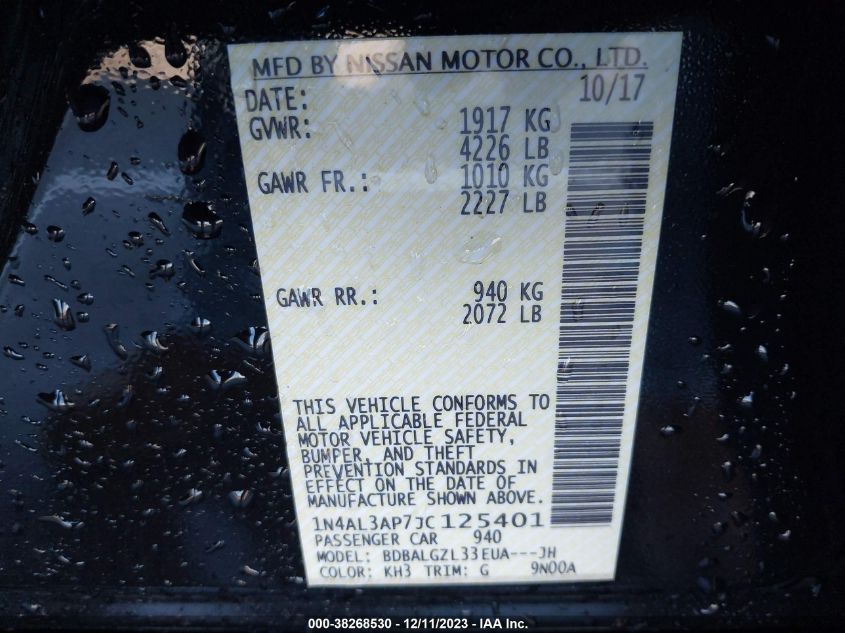 MFD BY NISSAN MOTOR CO., LTD.
DATE: 10/17
GVWR: 1917 KG
4226 LB
GAWR FR.: 1010 KG
2227 LB
GAWR RR.: 940 KG
2072 LB
THIS VEHICLE CONFORMS TO
ALL APPLICABLE FEDERAL
MOTOR VEHICLE SAFETY,
BUMPER, AND THEFT
PREVENTION STANDARDS IN
EFFECT ON THE DATE OF
MANUFACTURE SHOWN ABOVE.
1N4AL3AP7JC125401
PASSENGER CAR 940
MODEL: BDBALGZL33EUA---JH
COLOR: KH3 TRIM: G 9N00A
000-38268530 - 12/11/2023 - IAA Inc.